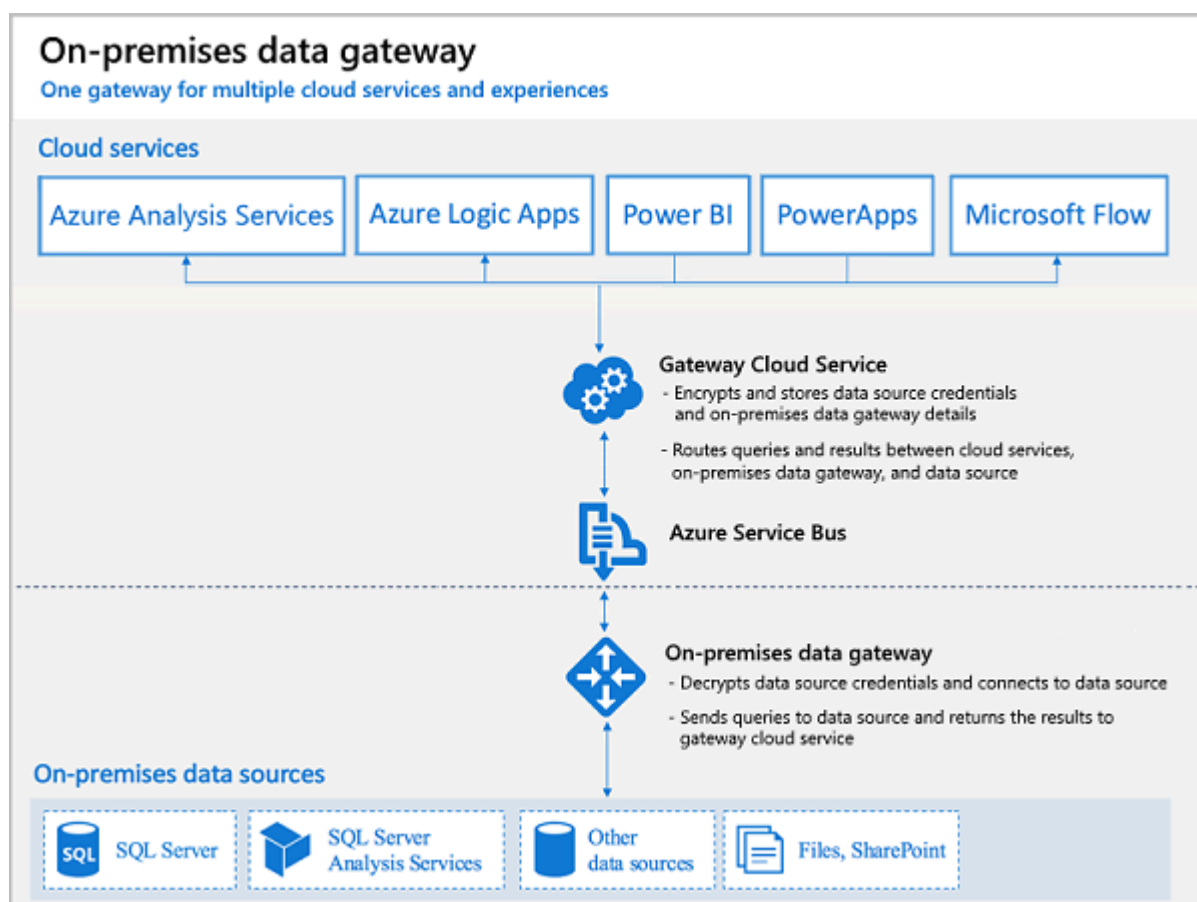 On-premises data gateway
One gateway for multiple cloud services and experiences
Cloud services
Azure Analysis Services
Azure Logic Apps
Power BI
PowerApps
Microsoft Flow
Gateway Cloud Service
- Encrypts and stores data source credentials
and on-premises data gateway details
- Routes queries and results between cloud services,
on-premises data gateway, and data source
Azure Service Bus
On-premises data gateway
- Decrypts data source credentials and connects to data source
- Sends queries to data source and returns the results to
gateway cloud service
On-premises data sources
SQL
SQL Server
SQL Server
Analysis Services
Other
data sources
Files, SharePoint